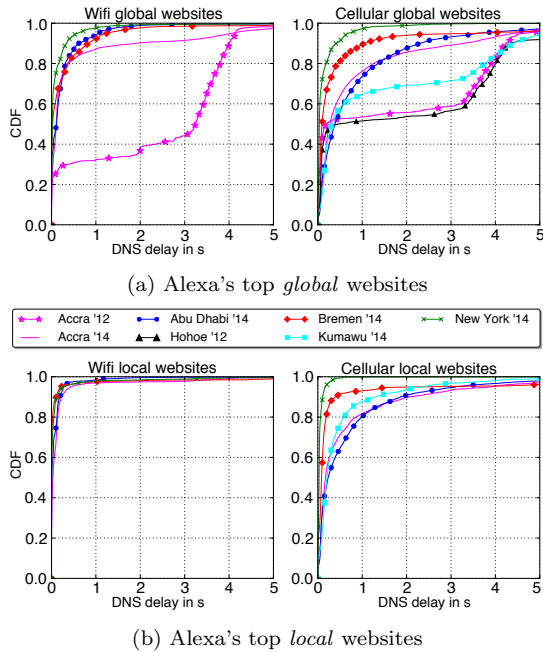 Wifi global websites
Cellular global websites
1.0
0.8
0.6
0.4
0.2
0.0
CDF
0 1 2 3 4 5
DNS delay in s
1.0
0.8
0.6
0.4
0.2
0.0
0 1 2 3 4 5
DNS delay in s
(a) Alexa's top global websites
Accra '12 Abu Dhabi '14 Bremen '14 New York '14
Accra '14 Hohoe '12 Kumawu '14
Wifi local websites
Cellular local websites
1.0
0.8
0.6
0.4
0.2
0.0
CDF
0 1 2 3 4 5
DNS delay in s
1.0
0.8
0.6
0.4
0.2
0.0
0 1 2 3 4 5
DNS delay in s
(b) Alexa's top local websites